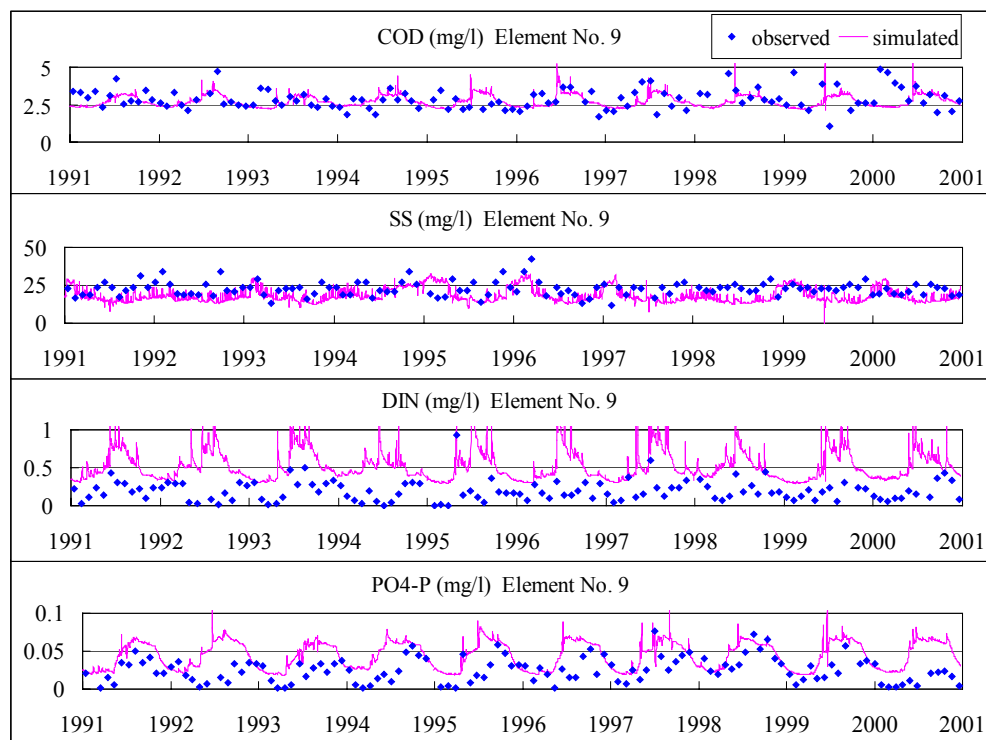 COD (mg/l) Element No. 9
observed simulated
5
2.5
0
1991 1992 1993 1994 1995 1996 1997 1998 1999 2000 2001
SS (mg/l) Element No. 9
50
25
0
1991 1992 1993 1994 1995 1996 1997 1998 1999 2000 2001
DIN (mg/l) Element No. 9
1
0.5
0
1991 1992 1993 1994 1995 1996 1997 1998 1999 2000 2001
PO4-P (mg/l) Element No. 9
0.1
0.05
0
1991 1992 1993 1994 1995 1996 1997 1998 1999 2000 2001